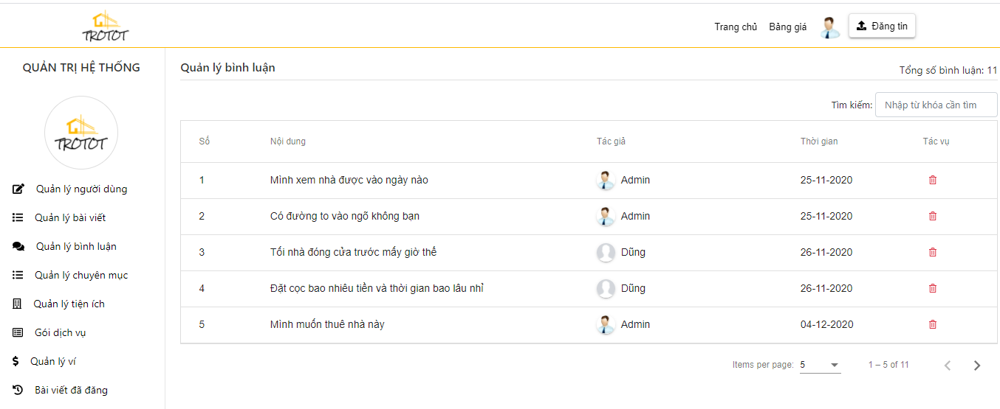 TROTOT
Trang chủ Bảng giá Đăng tin
QUẢN TRỊ HỆ THỐNG
TROTOT
Quản lý người dùng
Quản lý bài viết
Quản lý bình luận
Quản lý chuyên mục
Quản lý tiện ích
Gói dịch vụ
Quản lý ví
Bài viết đã đăng
Quản lý bình luận
Tổng số bình luận: 11
Tìm kiếm: Nhập từ khóa cần tìm
Số Nội dung Tác giả Thời gian Tác vụ
1 Mình xem nhà được vào ngày nào Admin 25-11-2020
2 Có đường to vào ngõ không bạn Admin 25-11-2020
3 Tối nhà đóng cửa trước mấy giờ thế Dũng 26-11-2020
4 Đặt cọc bao nhiêu tiền và thời gian bao lâu nhỉ Dũng 26-11-2020
5 Mình muốn thuê nhà này Admin 04-12-2020
Items per page: 5 1 – 5 of 11